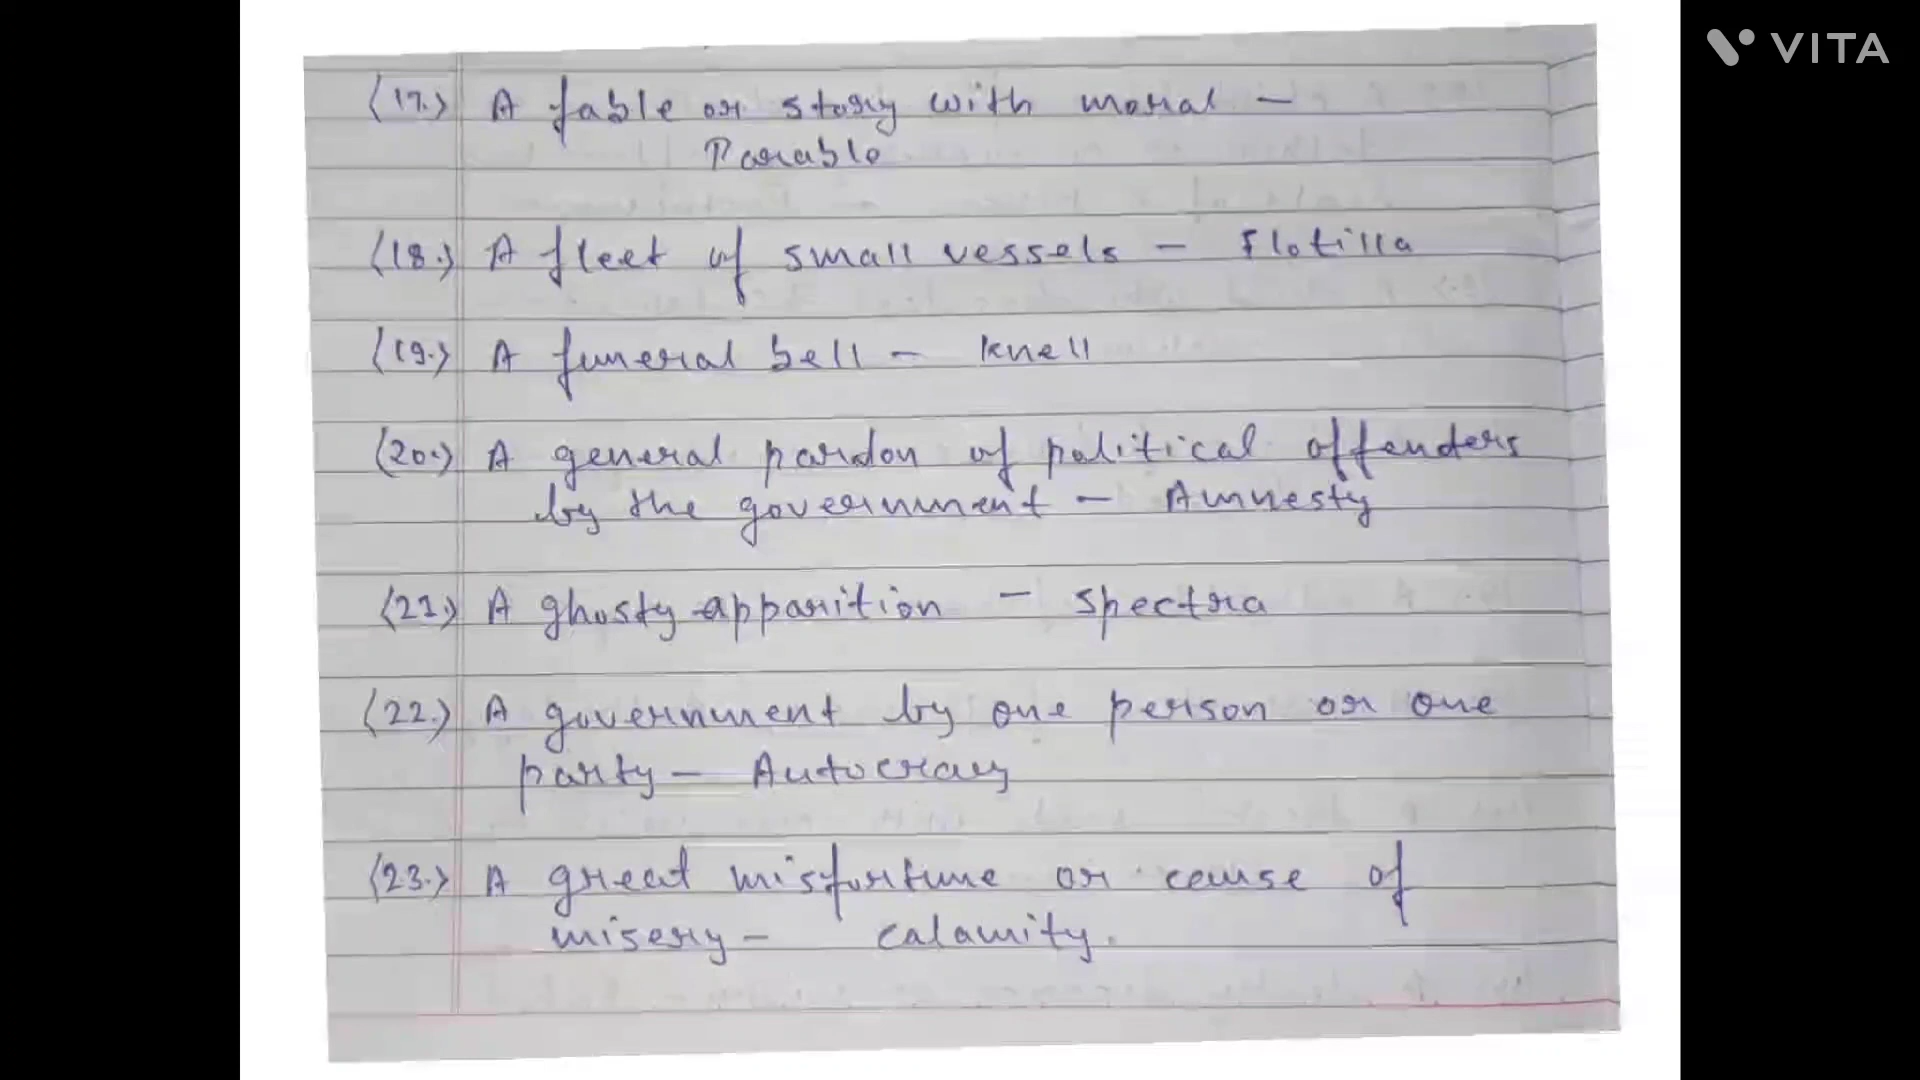 (17.) A fable or story with moral -
Parable
(18.) A fleet of small vessels - flotilla
(19.) A funeral bell - knell
(20.) A general pardon of political offenders
by the government - Amnesty
(21.) A ghosty apparition - spectra
(22.) A government by one person or one
party - Autocracy
(23.) A great misfortune or cause of
misery - calamity.
VITA